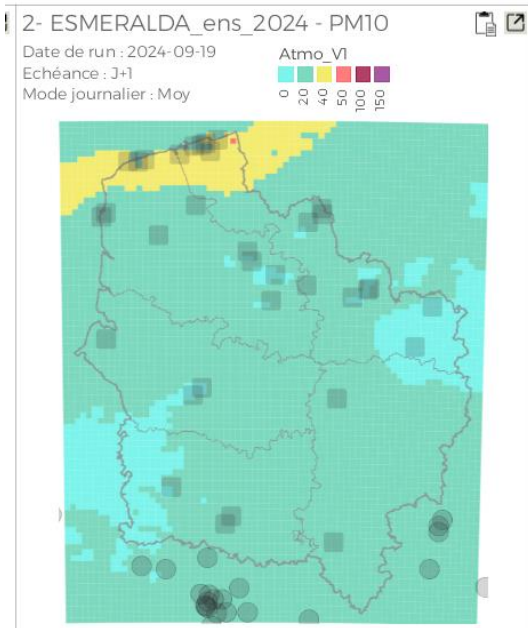 2- ESMERALDA_ens_2024 - PM10
Date de run : 2024-09-19
Echéance : J+1
Mode journalier : Moy
Atmo_V1
0 20 40 50 100 150